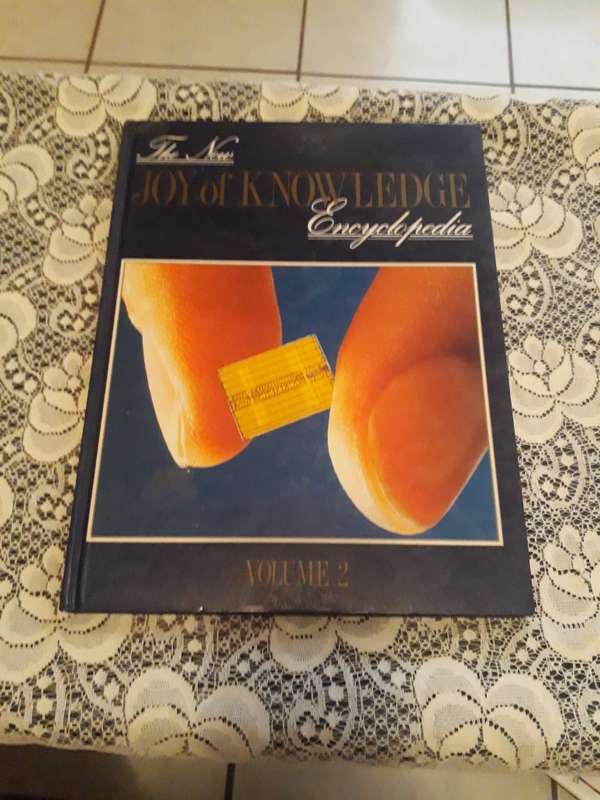 The New
JOY of KNOWLEDGE
Encyclopedia
VOLUME 2